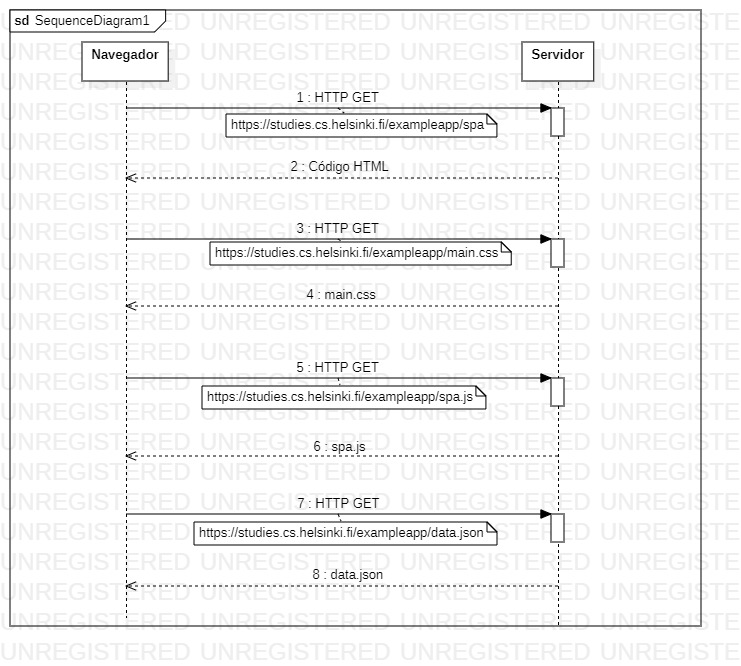 sd SequenceDiagram1
Navegador
Servidor
1 : HTTP GET
https://studies.cs.helsinki.fi/exampleapp/spa
2 : Código HTML
3 : HTTP GET
https://studies.cs.helsinki.fi/exampleapp/main.css
4 : main.css
5 : HTTP GET
https://studies.cs.helsinki.fi/exampleapp/spa.js
6 : spa.js
7 : HTTP GET
https://studies.cs.helsinki.fi/exampleapp/data.json
8 : data.json
UNREGISTERED